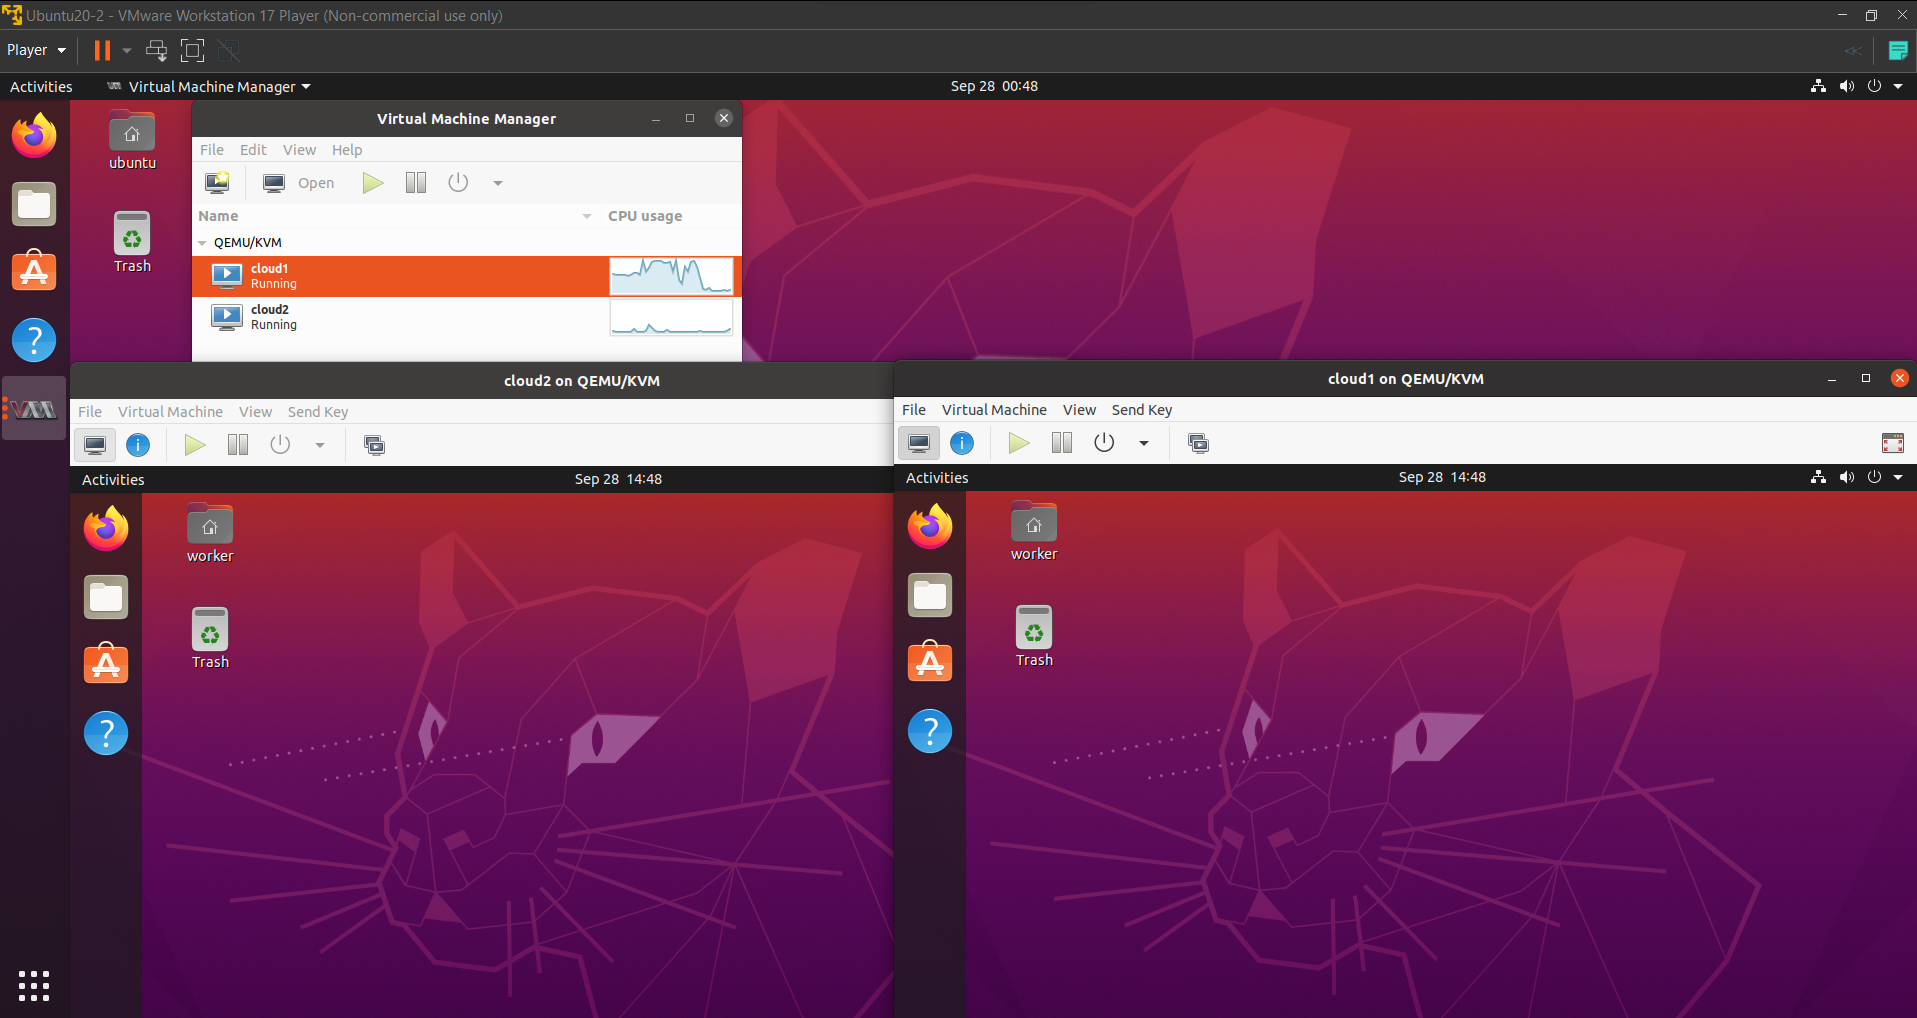 Ubuntu20-2 - VMware Workstation 17 Player (Non-commercial use only)
Player
Activities
Virtual Machine Manager
Sep 28 00:48
ubuntu
Trash
Virtual Machine Manager
File Edit View Help
Open
Name CPU usage
QEMU/KVM
cloud1
Running
cloud2
Running
cloud2 on QEMU/KVM
File Virtual Machine View Send Key
Activities Sep 28 14:48
worker
Trash
cloud1 on QEMU/KVM
File Virtual Machine View Send Key
Activities Sep 28 14:48
worker
Trash